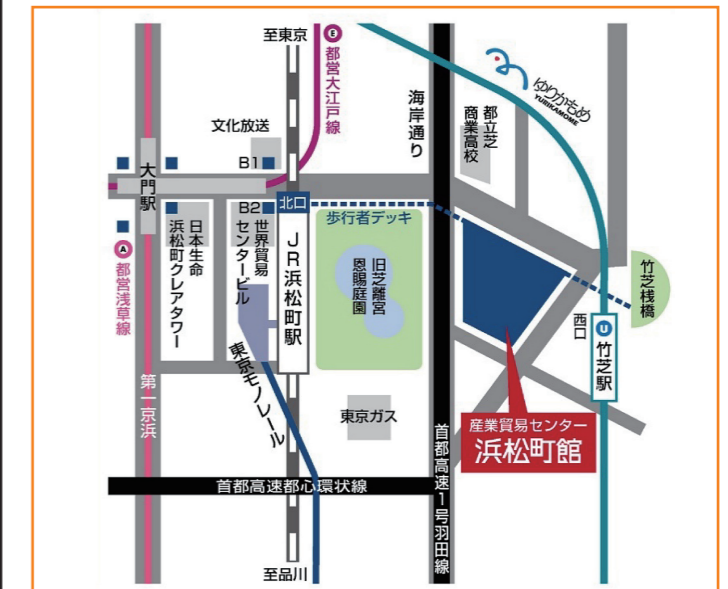 至東京
E
都営大江戸線
ゆりかもめ
YURIKAMOME
海岸通り
都立芝
商業高校
文化放送
B1
大門駅
北口
B2
歩行者デッキ
A
都営浅草線
日本生命
浜松町クレアタワー
世界貿易
センタービル
JR浜松町駅
旧芝離宮
恩賜庭園
竹芝桟橋
西口
U
竹芝駅
第一京浜
東京モノレール
東京ガス
産業貿易センター
浜松町館
首都高速1号羽田線
首都高速都心環状線
至品川